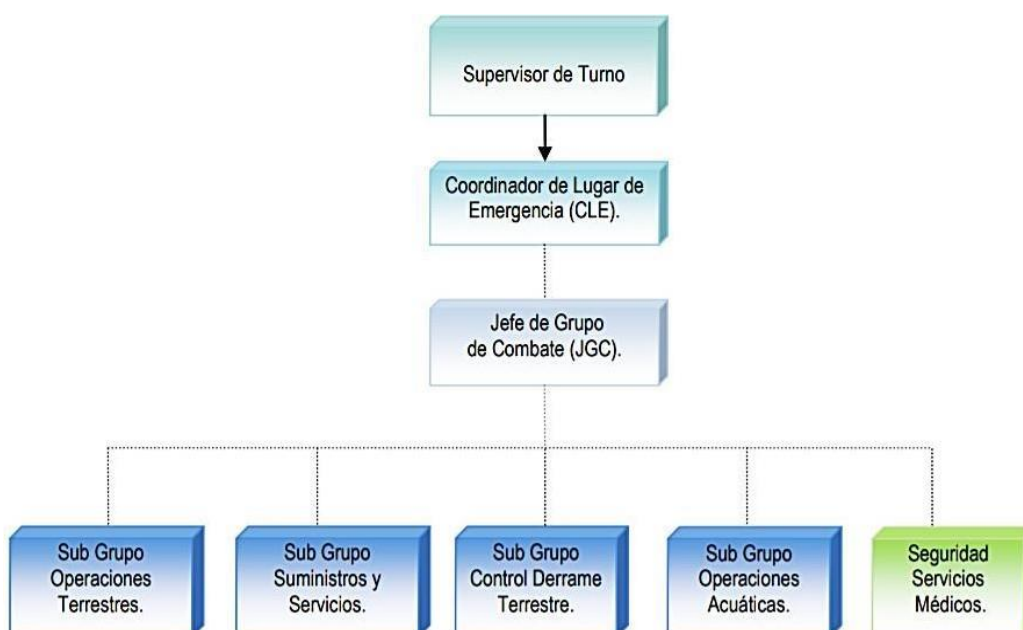 Supervisor de Turno
Coordinador de Lugar de
Emergencia (CLE).
Jefe de Grupo
de Combate (JGC).
Sub Grupo
Operaciones
Terrestres.
Sub Grupo
Suministros y
Servicios.
Sub Grupo
Control Derrame
Terrestre.
Sub Grupo
Operaciones
Acuáticas.
Seguridad
Servicios
Médicos.